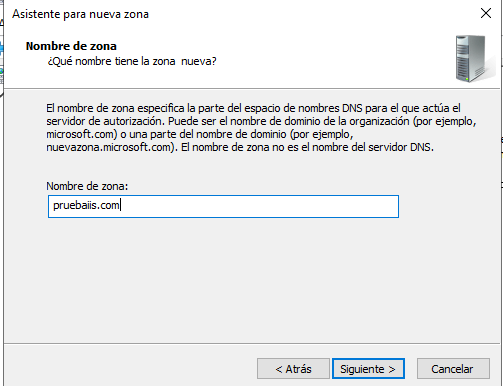 Asistente para nueva zona
Nombre de zona
¿Qué nombre tiene la zona nueva?
El nombre de zona especifica la parte del espacio de nombres DNS para el que actúa el
servidor de autorización. Puede ser el nombre de dominio de la organización (por ejemplo,
microsoft.com) o una parte del nombre de dominio (por ejemplo,
nuevazona.microsoft.com). El nombre de zona no es el nombre del servidor DNS.
Nombre de zona:
pruebaiis.com
< Atrás
Siguiente >
Cancelar